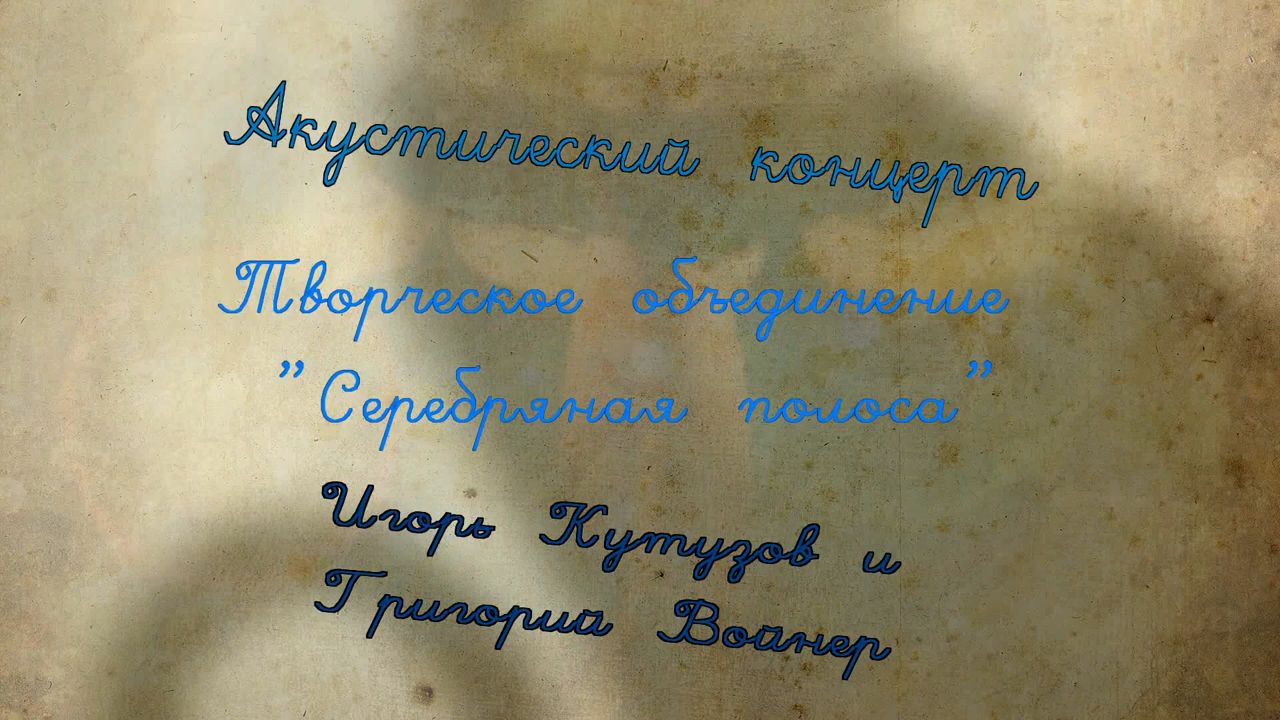 Акустический концерт
Творческое объединение
"Серебряная полоса"
Игорь Кутузов и
Григорий Войнер